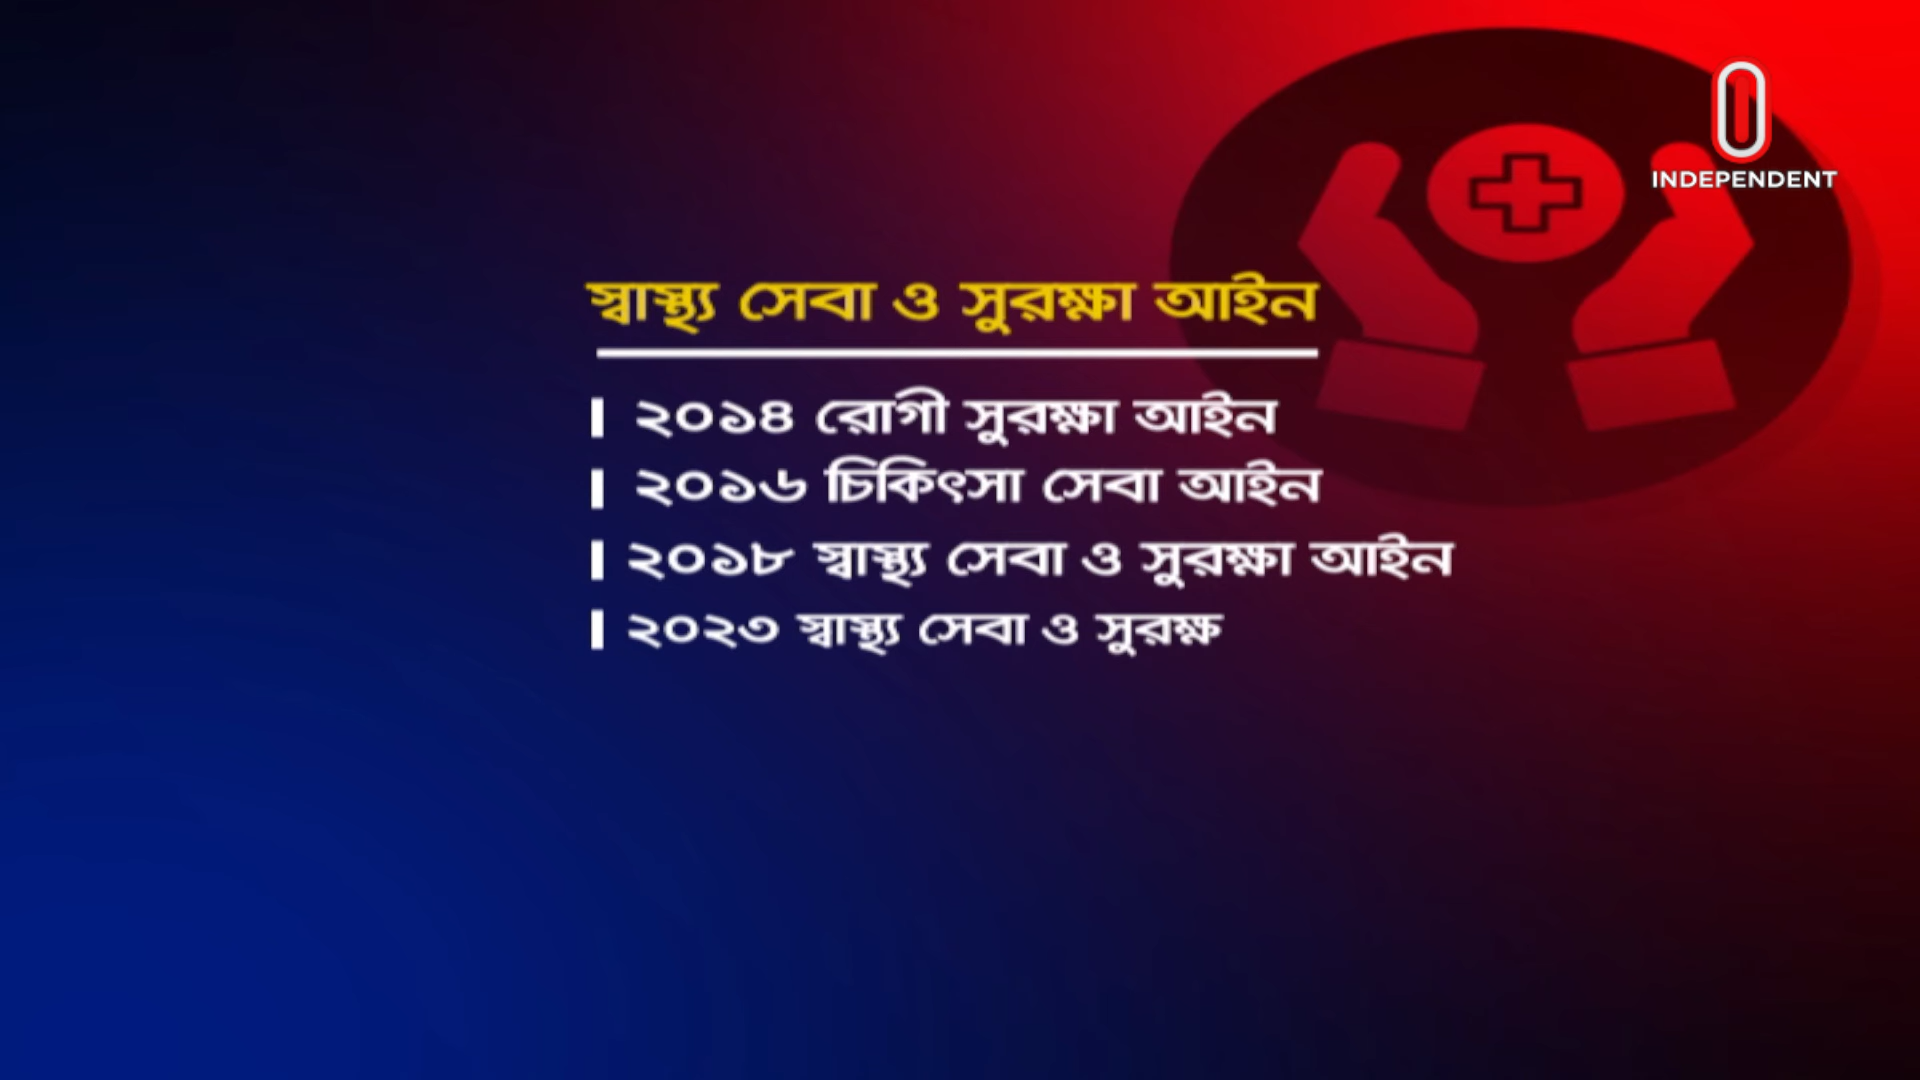 INDEPENDENT
স্বাস্থ্য সেবা ও সুরক্ষা আইন
২০১৪ রোগী সুরক্ষা আইন
২০১৬ চিকিৎসা সেবা আইন
২০১৮ স্বাস্থ্য সেবা ও সুরক্ষা আইন
২০২৩ স্বাস্থ্য সেবা ও সুরক্ষ